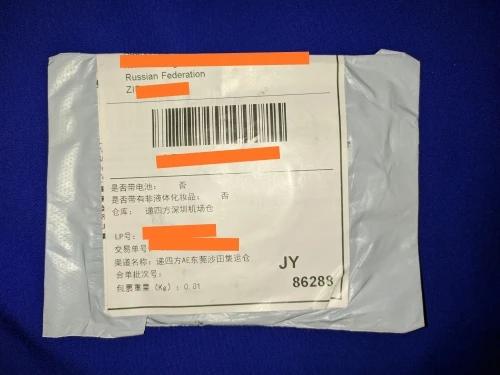 Russian Federation
ZI
是否带电池： 否
是否带有非液体化妆品： 否
仓库： 递四方深圳机场仓
LP号：
交易单号
渠道名称：递四方AE东莞沙田集运仓
合单批次号：
包裹重量（Kg）：0.01
JY
86288